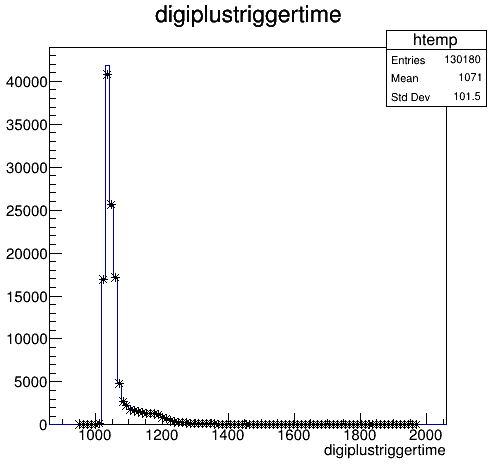 digiplustriggertime
htemp
Entries 130180
Mean 1071
Std Dev 101.5
40000
35000
30000
25000
20000
15000
10000
5000
0
1000 1200 1400 1600 1800 2000
digiplustriggertime